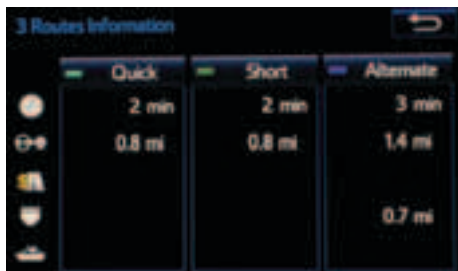 3 Routes Information
Quick Short Alternate
2 min 2 min 3 min
0.8 mi 0.8 mi 1.4 mi
0.7 mi